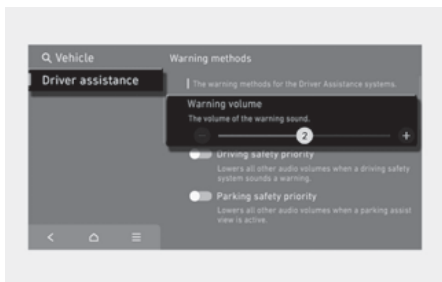 Vehicle
Driver assistance
Warning methods
The warning methods for the Driver Assistance systems.
Warning volume
The volume of the warning sound.
2
Driving safety priority
Lowers all other audio volumes when a driving safety
system sounds a warning.
Parking safety priority
Lowers all other audio volumes when a parking assist
view is active.